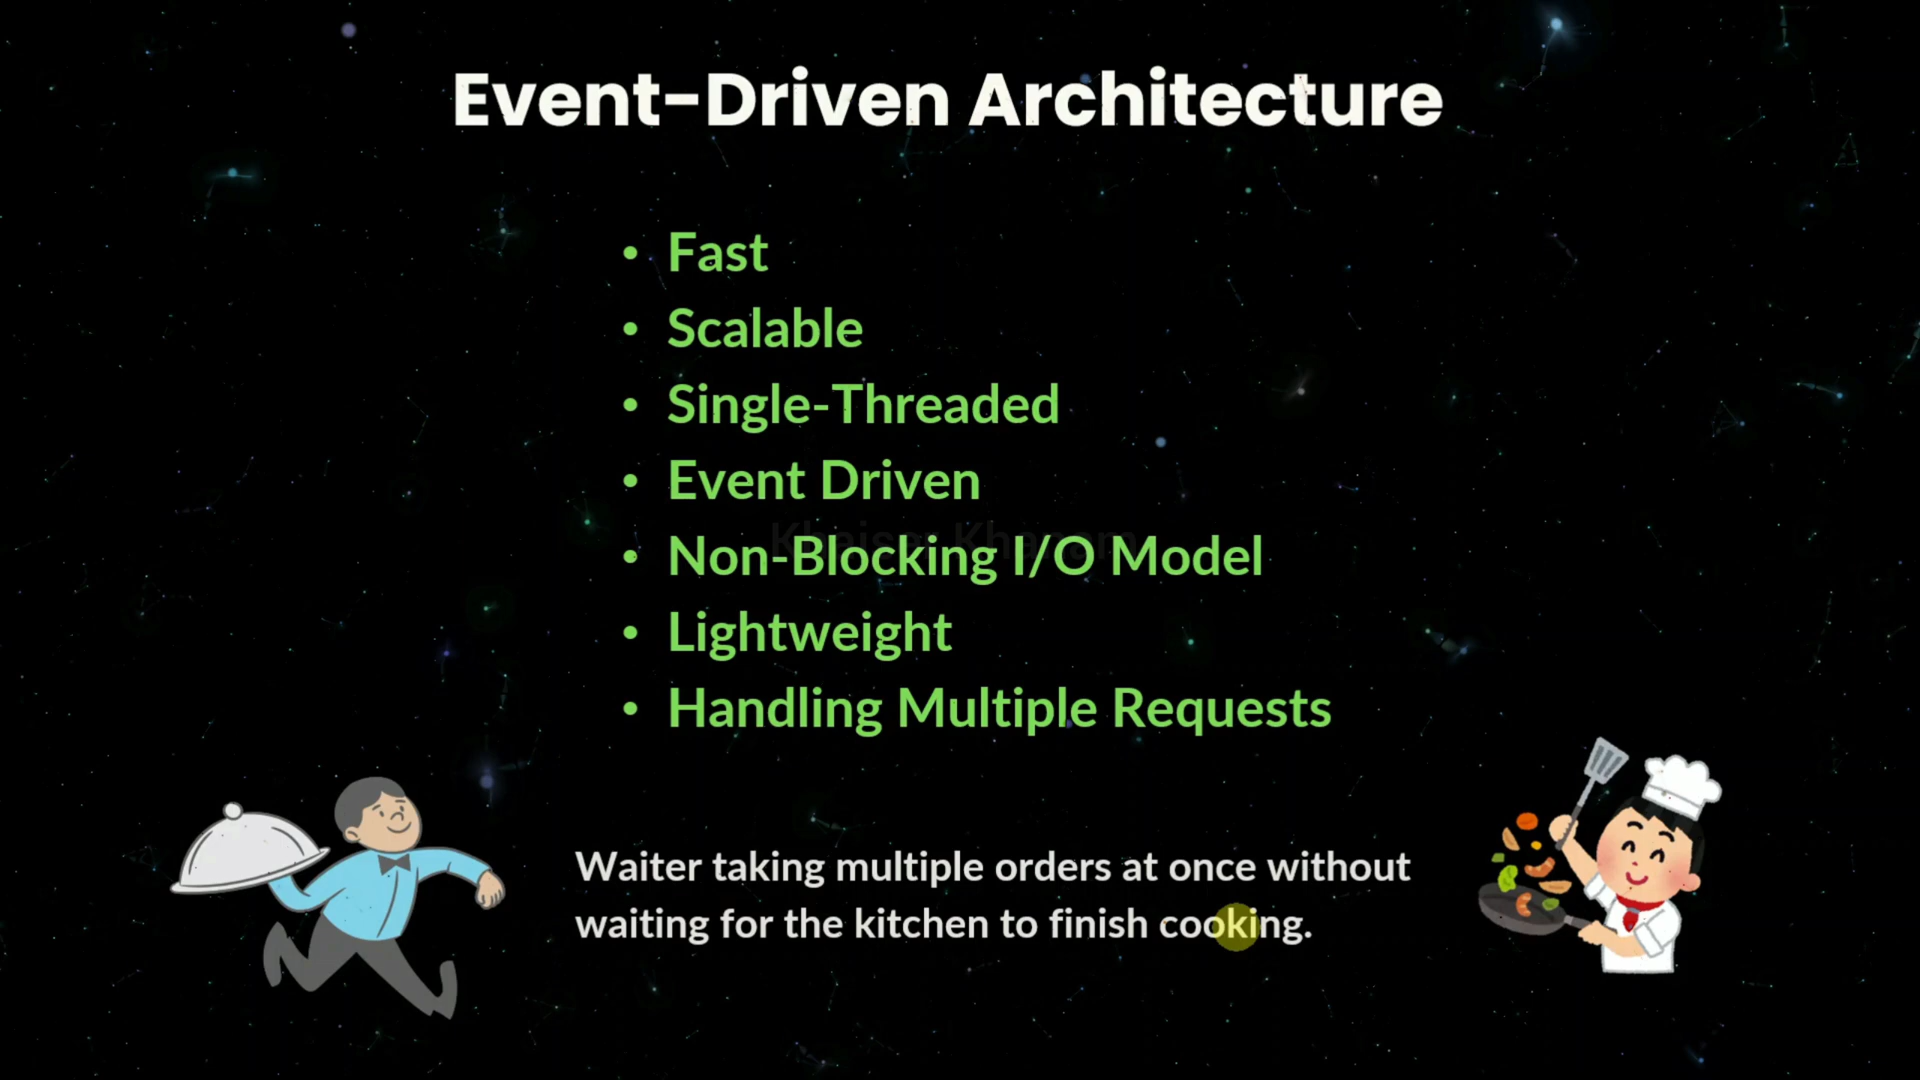 Event-Driven Architecture
• Fast
• Scalable
• Single-Threaded
• Event Driven
• Non-Blocking I/O Model
• Lightweight
• Handling Multiple Requests
Waiter taking multiple orders at once without
waiting for the kitchen to finish cooking.